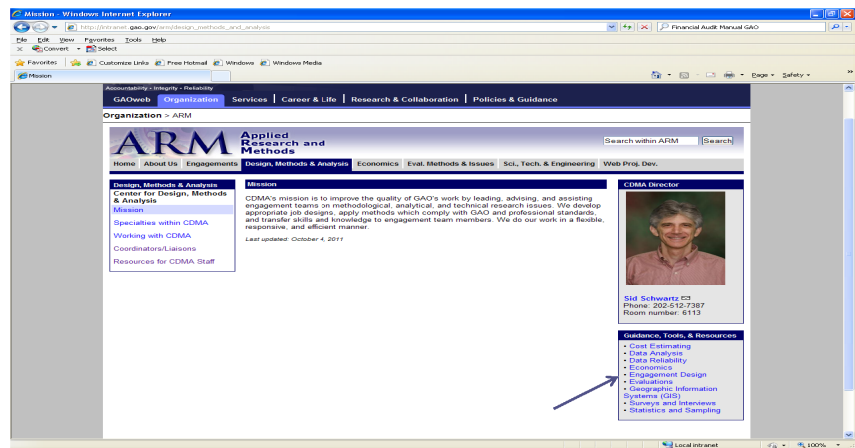 Mission - Windows Internet Explorer
http://intranet.gao.gov/arm/design_methods_and_analysis
Financial Audit Manual GAO
File Edit View Favorites Tools Help
Convert Select
Favorites Customize Links Free Hotmail Windows Windows Media
Mission
Page Safety
Accountability • Integrity • Reliability
GAOweb Organization Services Career & Life Research & Collaboration Policies & Guidance
Organization > ARM
ARM Applied
Research and
Methods
Search within ARM Search
Home About Us Engagements Design, Methods & Analysis Economics Eval. Methods & Issues Sci., Tech. & Engineering Web Proj. Dev.
Design, Methods & Analysis
Center for Design, Methods
& Analysis
Mission
Specialties within CDMA
Working with CDMA
Coordinators/Liaisons
Resources for CDMA Staff
Mission
CDMA's mission is to improve the quality of GAO's work by leading, advising, and assisting
engagement teams on methodological, analytical, and technical research issues. We develop
appropriate job designs, apply methods which comply with GAO and professional standards,
and transfer skills and knowledge to engagement team members. We do our work in a flexible,
responsive, and efficient manner.
Last updated: October 4, 2011
CDMA Director
Sid Schwartz
Phone: 202-512-7387
Room number: 6113
Guidance, Tools, & Resources
• Cost Estimating
• Data Analysis
• Data Reliability
• Economics
• Engagement Design
• Evaluations
• Geographic Information
Systems (GIS)
• Surveys and Interviews
• Statistics and Sampling
Local intranet 100%